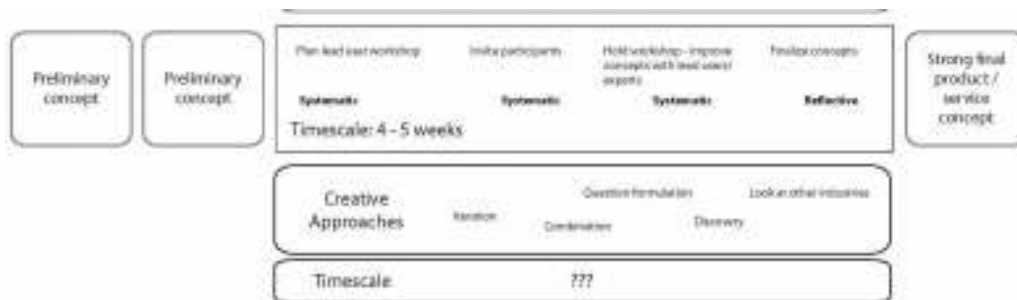 Preliminary
concept
Preliminary
concept
Plan lead user workshop
Invite participants
Hold workshop - improve
concepts with lead users/
experts
Finalize concepts
Systematic
Systematic
Systematic
Reflective
Timescale: 4 - 5 weeks
Strong final
product /
service
concept
Creative
Approaches
Iteration
Question formulation
Look at other industries
Combination
Discovery
Timescale
???